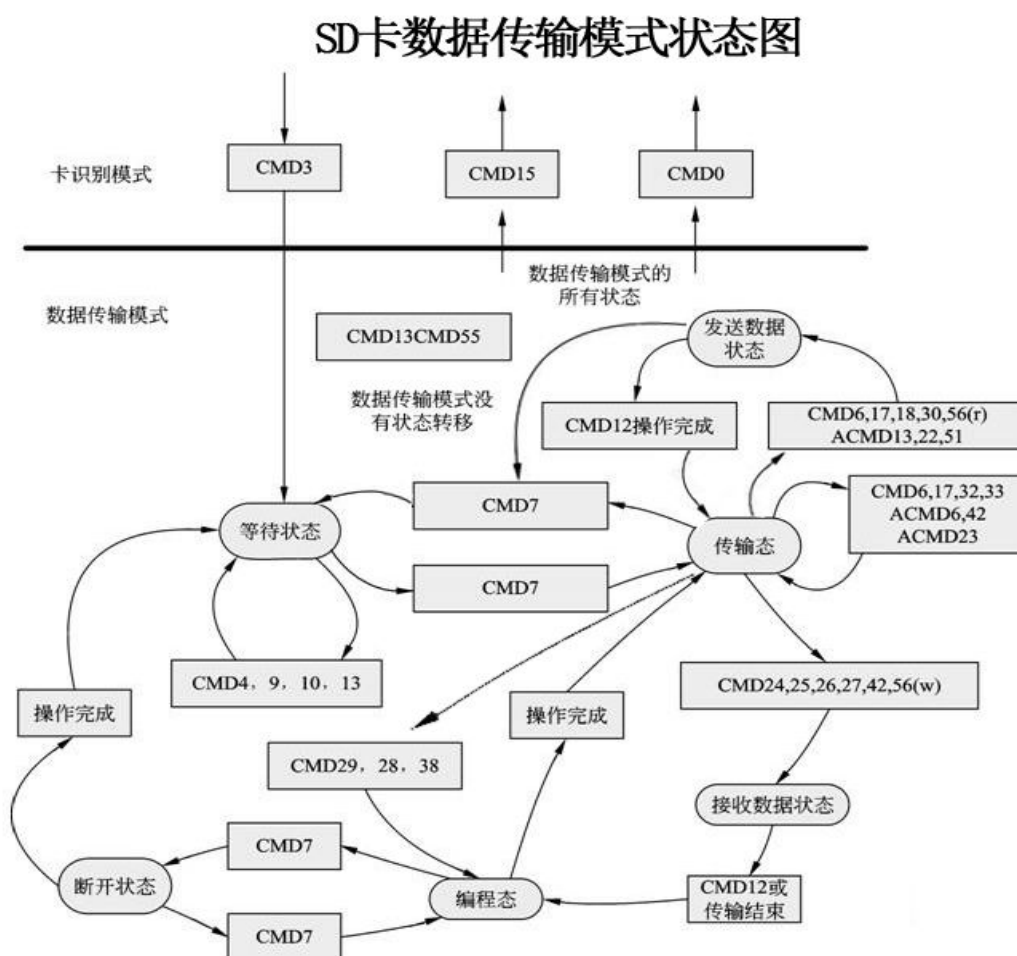 SD卡数据传输模式状态图
卡识别模式
CMD3
CMD15
CMD0
数据传输模式的
所有状态
数据传输模式
CMD13CMD55
发送数据
状态
数据传输模式没
有状态转移
CMD12操作完成
CMD6,17,18,30,56(r)
ACMD13,22,51
CMD7
CMD6,17,32,33
ACMD6,42
ACMD23
等待状态
传输态
CMD7
CMD4，9，10，13
CMD24,25,26,27,42,56(w)
操作完成
操作完成
CMD29，28，38
接收数据状态
CMD7
断开状态
编程态
CMD12或
传输结束
CMD7